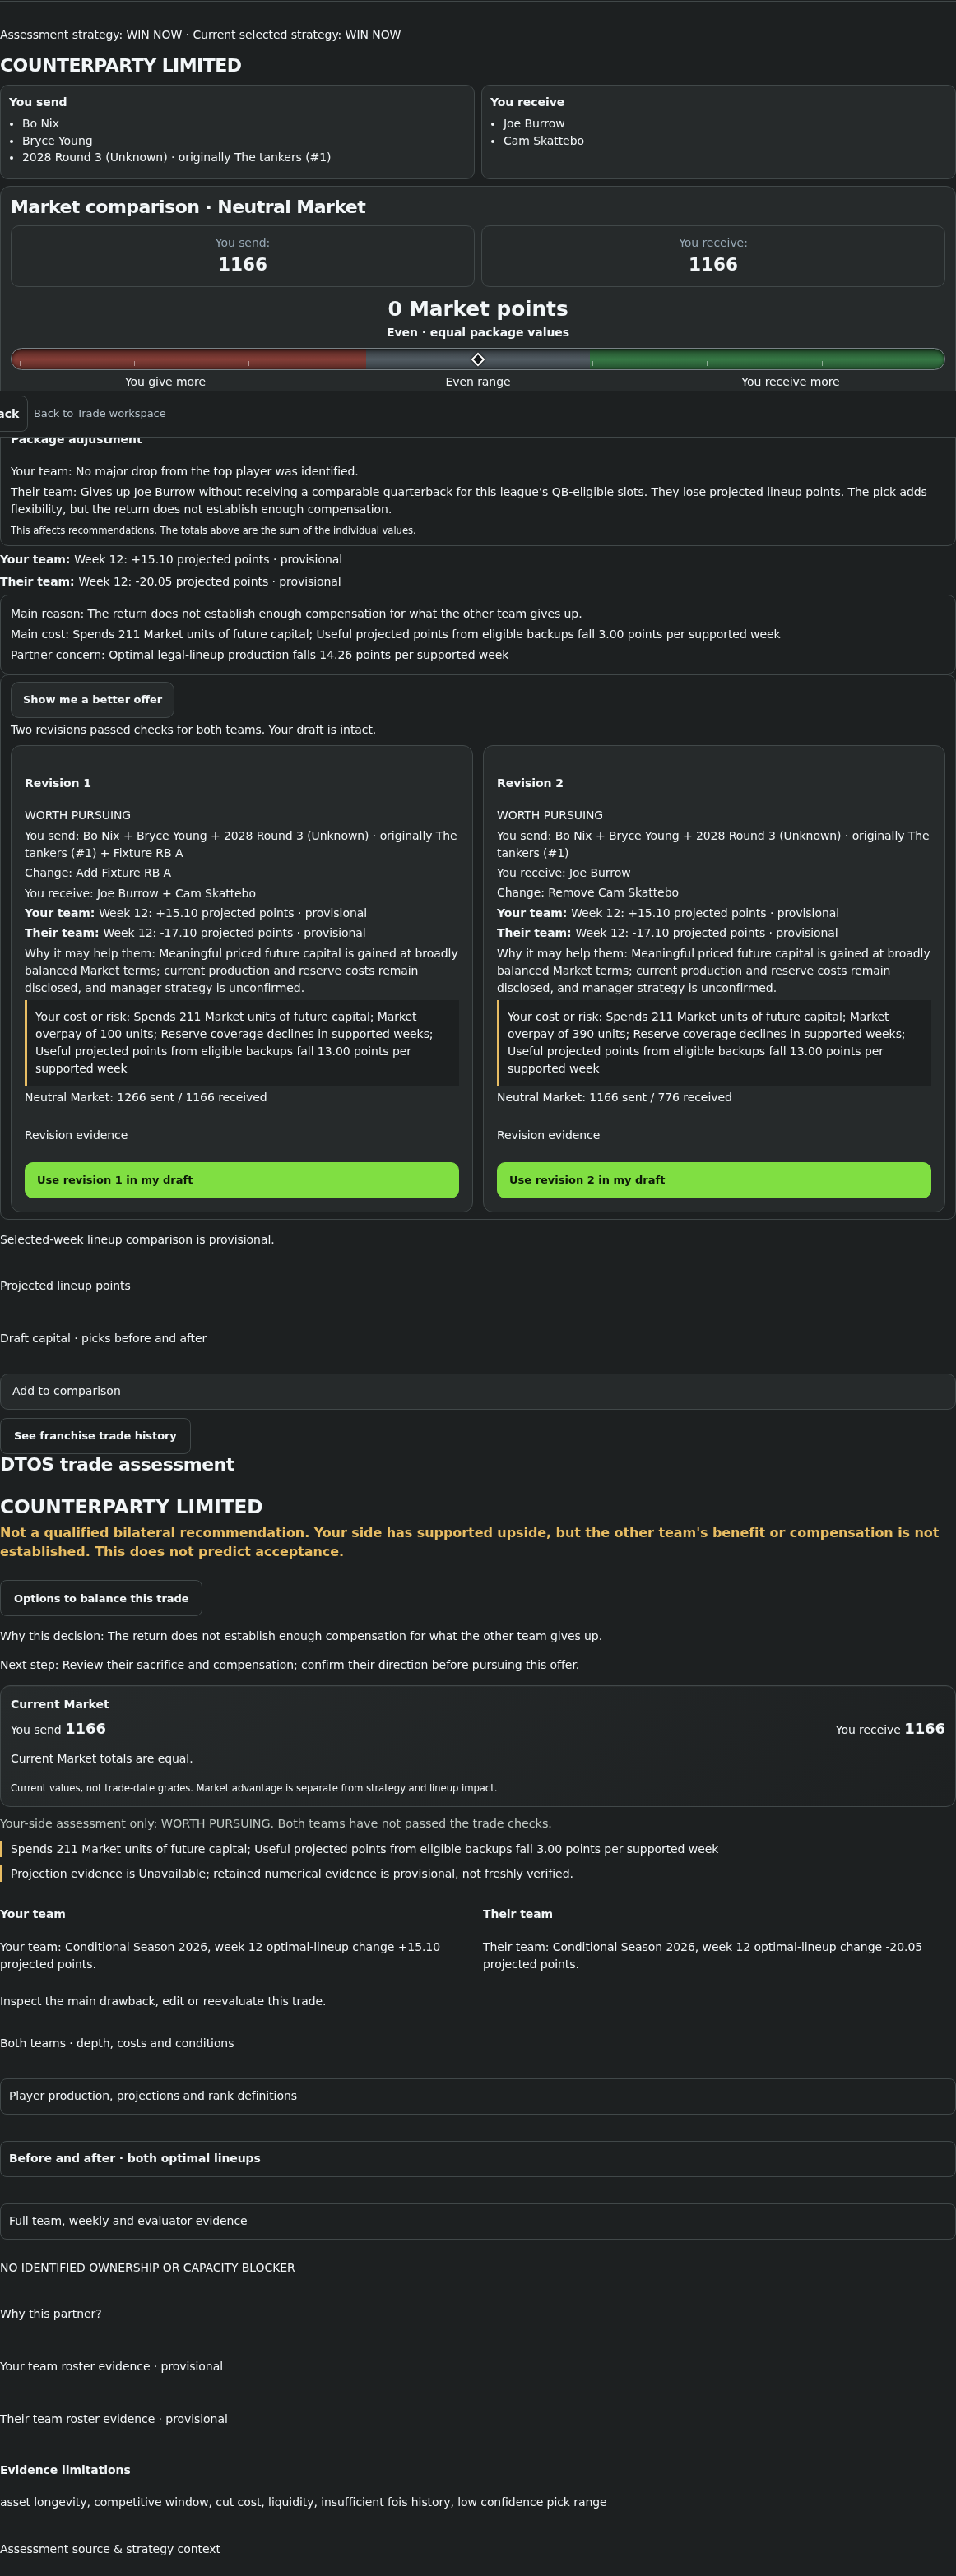 Assessment strategy: WIN NOW · Current selected strategy: WIN NOW
COUNTERPARTY LIMITED
You send
• Bo Nix
• Bryce Young
• 2028 Round 3 (Unknown) · originally The tankers (#1)
You receive
• Joe Burrow
• Cam Skattebo
Market comparison · Neutral Market
You send:
1166
You receive:
1166
0 Market points
Even · equal package values
You give more
Even range
You receive more
ack
Back to Trade workspace
Package adjustment
Your team: No major drop from the top player was identified.
Their team: Gives up Joe Burrow without receiving a comparable quarterback for this league’s QB-eligible slots. They lose projected lineup points. The pick adds
flexibility, but the return does not establish enough compensation.
This affects recommendations. The totals above are the sum of the individual values.
Your team: Week 12: +15.10 projected points · provisional
Their team: Week 12: -20.05 projected points · provisional
Main reason: The return does not establish enough compensation for what the other team gives up.
Main cost: Spends 211 Market units of future capital; Useful projected points from eligible backups fall 3.00 points per supported week
Partner concern: Optimal legal-lineup production falls 14.26 points per supported week
Show me a better offer
Two revisions passed checks for both teams. Your draft is intact.
Revision 1
WORTH PURSUING
You send: Bo Nix + Bryce Young + 2028 Round 3 (Unknown) · originally The
tankers (#1) + Fixture RB A
Change: Add Fixture RB A
You receive: Joe Burrow + Cam Skattebo
Your team: Week 12: +15.10 projected points · provisional
Their team: Week 12: -17.10 projected points · provisional
Why it may help them: Meaningful priced future capital is gained at broadly
balanced Market terms; current production and reserve costs remain
disclosed, and manager strategy is unconfirmed.
Your cost or risk: Spends 211 Market units of future capital; Market
overpay of 100 units; Reserve coverage declines in supported weeks;
Useful projected points from eligible backups fall 13.00 points per
supported week
Neutral Market: 1266 sent / 1166 received
Revision evidence
Use revision 1 in my draft
Revision 2
WORTH PURSUING
You send: Bo Nix + Bryce Young + 2028 Round 3 (Unknown) · originally The
tankers (#1)
You receive: Joe Burrow
Change: Remove Cam Skattebo
Your team: Week 12: +15.10 projected points · provisional
Their team: Week 12: -17.10 projected points · provisional
Why it may help them: Meaningful priced future capital is gained at broadly
balanced Market terms; current production and reserve costs remain
disclosed, and manager strategy is unconfirmed.
Your cost or risk: Spends 211 Market units of future capital; Market
overpay of 390 units; Reserve coverage declines in supported weeks;
Useful projected points from eligible backups fall 13.00 points per
supported week
Neutral Market: 1166 sent / 776 received
Revision evidence
Use revision 2 in my draft
Selected-week lineup comparison is provisional.
Projected lineup points
Draft capital · picks before and after
Add to comparison
See franchise trade history
DTOS trade assessment
COUNTERPARTY LIMITED
Not a qualified bilateral recommendation. Your side has supported upside, but the other team's benefit or compensation is not
established. This does not predict acceptance.
Options to balance this trade
Why this decision: The return does not establish enough compensation for what the other team gives up.
Next step: Review their sacrifice and compensation; confirm their direction before pursuing this offer.
Current Market
You send 1166
You receive 1166
Current Market totals are equal.
Current values, not trade-date grades. Market advantage is separate from strategy and lineup impact.
Your-side assessment only: WORTH PURSUING. Both teams have not passed the trade checks.
Spends 211 Market units of future capital; Useful projected points from eligible backups fall 3.00 points per supported week
Projection evidence is Unavailable; retained numerical evidence is provisional, not freshly verified.
Your team
Your team: Conditional Season 2026, week 12 optimal-lineup change +15.10
projected points.
Their team
Their team: Conditional Season 2026, week 12 optimal-lineup change -20.05
projected points.
Inspect the main drawback, edit or reevaluate this trade.
Both teams · depth, costs and conditions
Player production, projections and rank definitions
Before and after · both optimal lineups
Full team, weekly and evaluator evidence
NO IDENTIFIED OWNERSHIP OR CAPACITY BLOCKER
Why this partner?
Your team roster evidence · provisional
Their team roster evidence · provisional
Evidence limitations
asset longevity, competitive window, cut cost, liquidity, insufficient fois history, low confidence pick range
Assessment source & strategy context